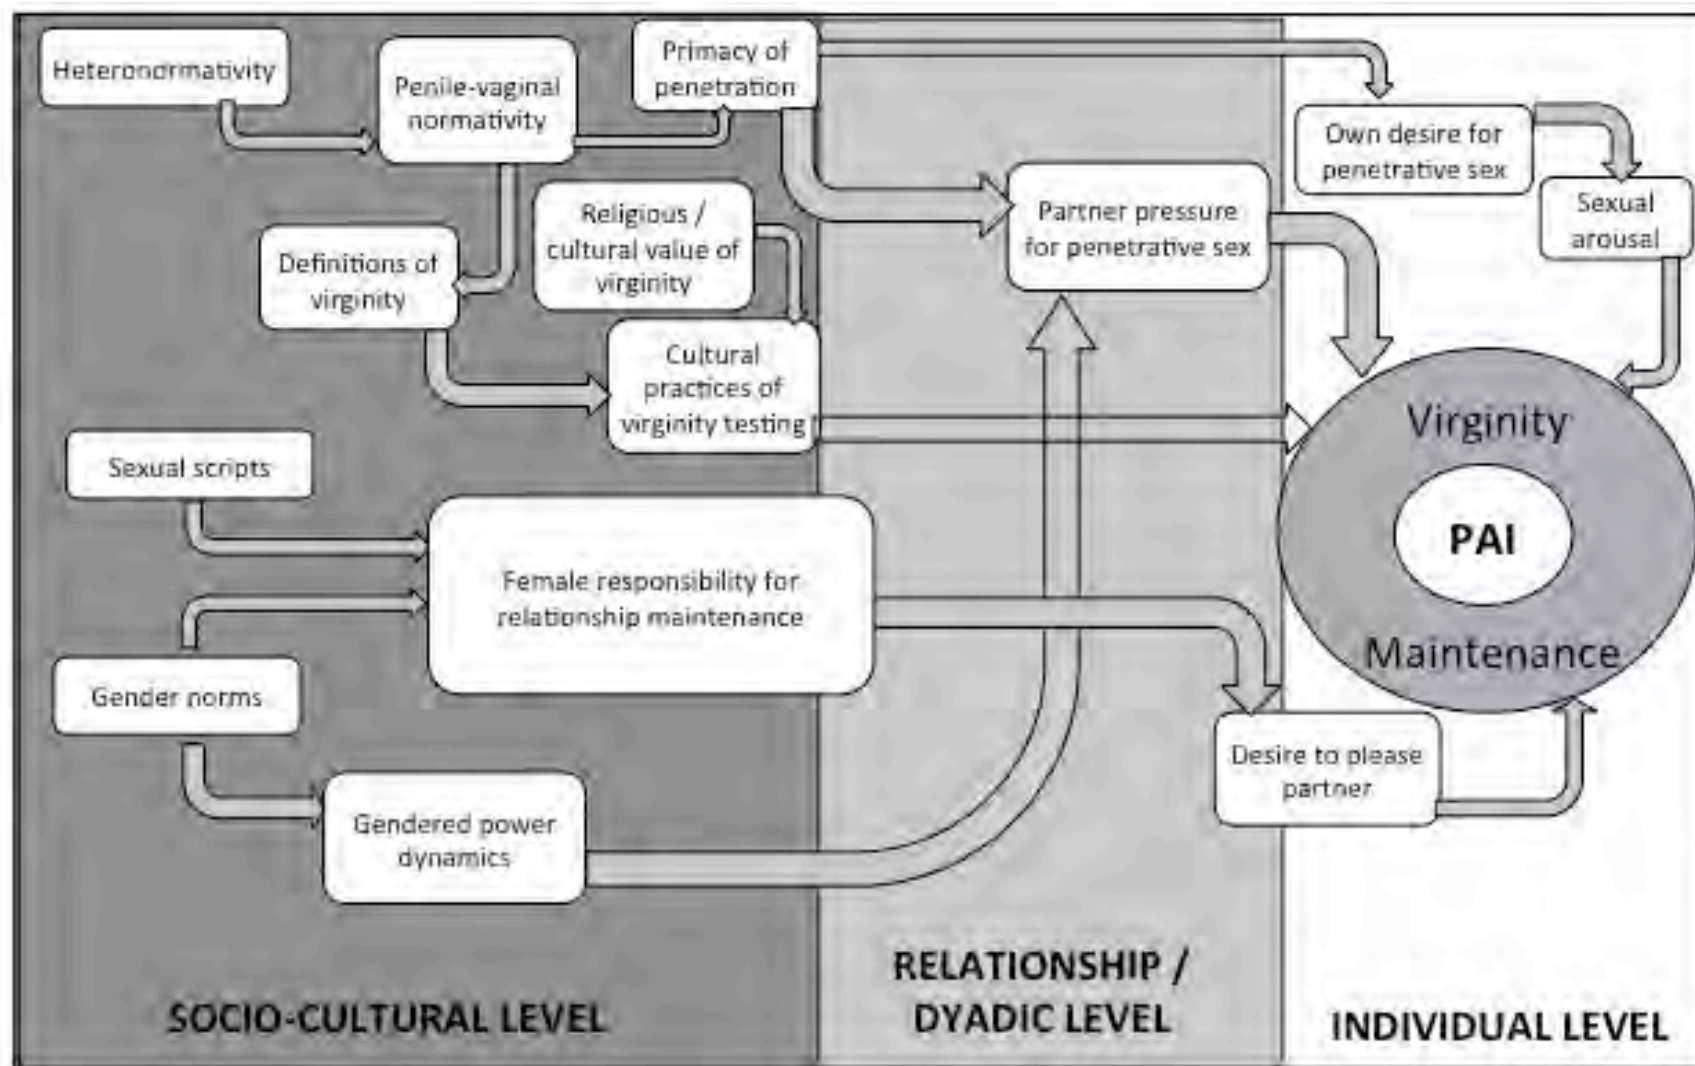 Heteronormativity
Penile-vaginal
normativity
Primacy of
penetration
Own desire for
penetrative sex
Sexual
arousal
Religious /
cultural value of
virginity
Partner pressure
for penetrative sex
Definitions of
virginity
Cultural
practices of
virginity testing
Sexual scripts
Female responsibility for
relationship maintenance
Gender norms
Gendered power
dynamics
Desire to please
partner
Virginity
PAI
Maintenance
SOCIO-CULTURAL LEVEL
RELATIONSHIP /
DYADIC LEVEL
INDIVIDUAL LEVEL